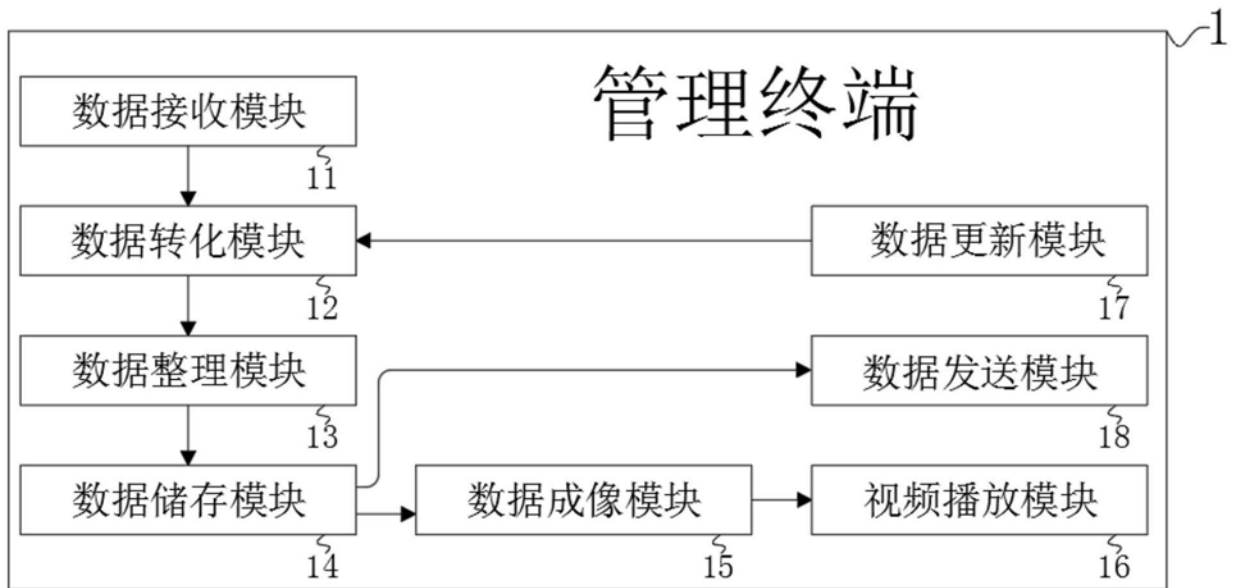 1
管理终端
数据接收模块
11
数据转化模块
12
数据更新模块
17
数据整理模块
13
数据发送模块
18
数据储存模块
14
数据成像模块
15
视频播放模块
16